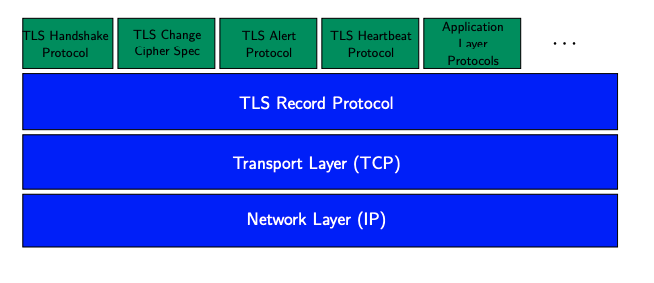 TLS Handshake
Protocol
TLS Change
Cipher Spec
TLS Alert
Protocol
TLS Heartbeat
Protocol
Application
Layer
Protocols
...
TLS Record Protocol
Transport Layer (TCP)
Network Layer (IP)